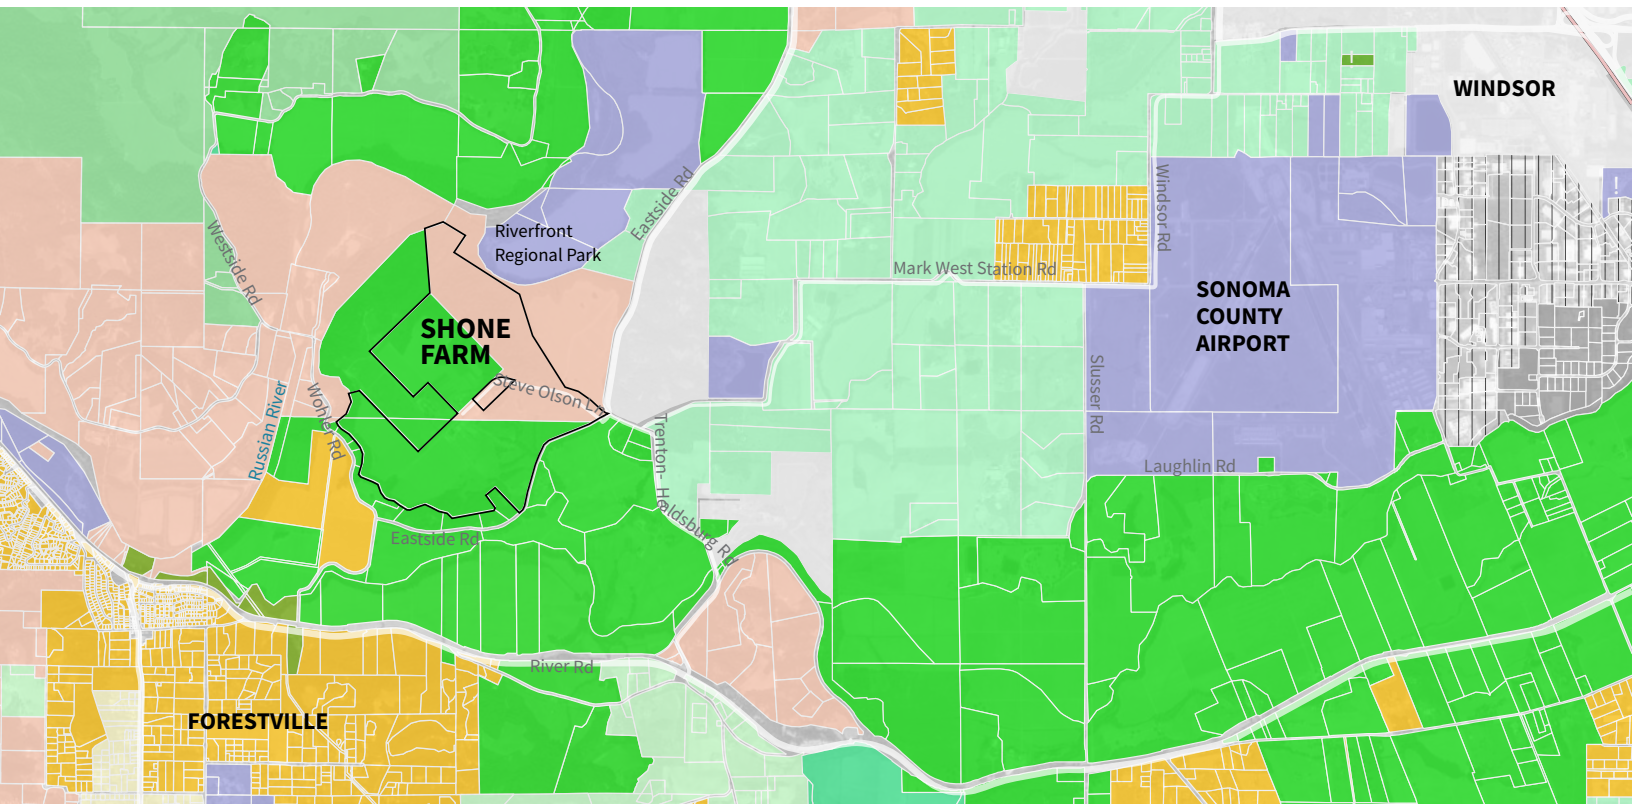 WINDSOR
Eastside Rd
Windsor Rd
Westside Rd
Riverfront
Regional Park
Mark West Station Rd
SONOMA
COUNTY
AIRPORT
SHONE
FARM
Steve Olson Ln
Slusser Rd
Wohler Rd
Russian River
Trenton- Healdsburg Rd
Laughlin Rd
Eastside Rd
River Rd
FORESTVILLE